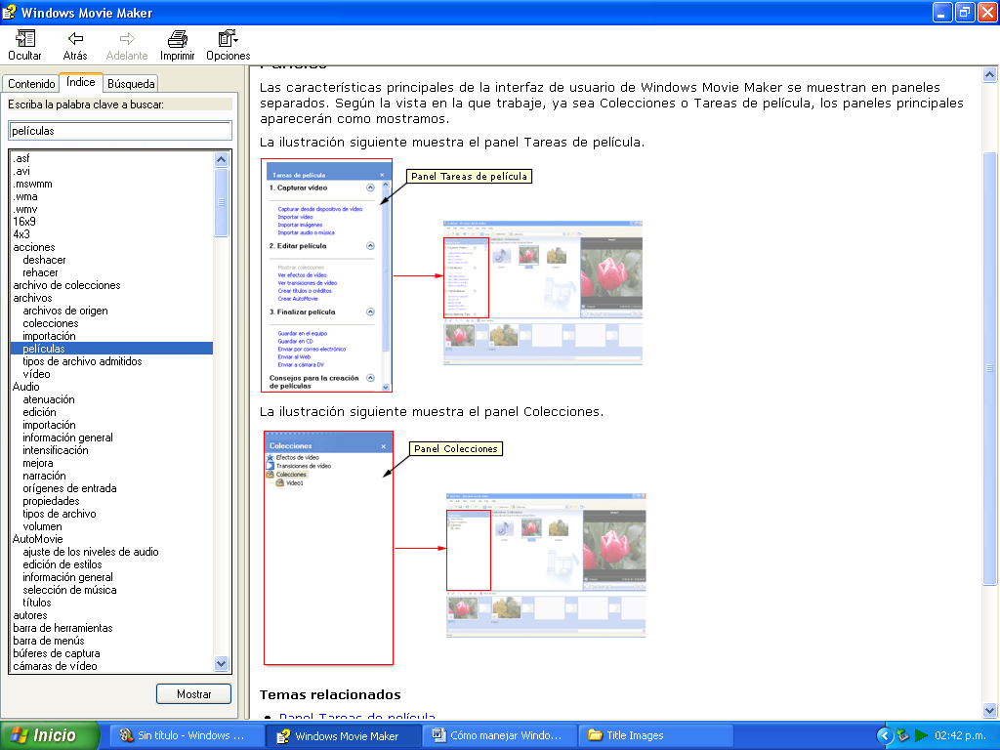 Windows Movie Maker
Ocultar
Atrás
Adelante
Imprimir
Opciones
Contenido
Índice
Búsqueda
Escriba la palabra clave a buscar:
películas
.asf
.avi
.mswmm
.wma
.wmv
16x9
4x3
acciones
deshacer
rehacer
archivo de colecciones
archivos
archivos de origen
colecciones
importación
películas
tipos de archivo admitidos
vídeo
Audio
atenuación
edición
importación
información general
intensificación
mejora
narración
orígenes de entrada
propiedades
tipos de archivo
volumen
AutoMovie
ajuste de los niveles de audio
edición de estilos
información general
selección de música
títulos
autores
barra de herramientas
barra de menús
búferes de captura
cámaras de vídeo
Mostrar
Las características principales de la interfaz de usuario de Windows Movie Maker se muestran en paneles
separados. Según la vista en la que trabaje, ya sea Colecciones o Tareas de película, los paneles principales
aparecerán como mostramos.
La ilustración siguiente muestra el panel Tareas de película.
Tareas de película
1. Capturar vídeo
Capturar desde dispositivo de vídeo
Importar vídeo
Importar imágenes
Importar audio o música
2. Editar película
Mostrar colecciones
Ver efectos de vídeo
Ver transiciones de vídeo
Crear títulos o créditos
Crear AutoMovie
3. Finalizar película
Guardar en el equipo
Guardar en CD
Enviar por correo electrónico
Enviar al Web
Enviar a cámara DV
Consejos para la creación
de películas
Panel Tareas de película
La ilustración siguiente muestra el panel Colecciones.
Colecciones
Efectos de vídeo
Transiciones de vídeo
Colecciones
Video1
Panel Colecciones
Temas relacionados
Panel Tareas de película
Inicio
Sin título - Windows ...
Windows Movie Maker
Cómo manejar Windo...
Title Images
02:42 p.m.